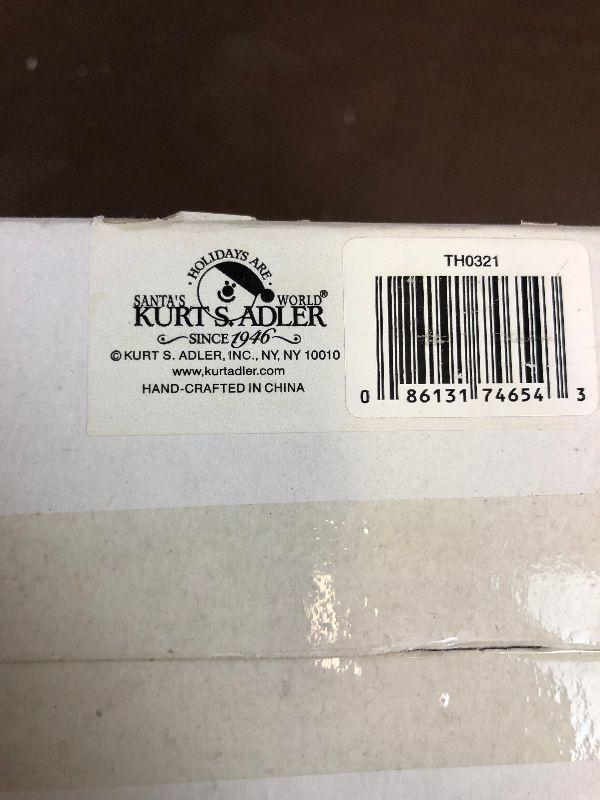 · HOLIDAYS ARE ·
SANTA'S WORLD®
KURT S. ADLER
SINCE 1946
© KURT S. ADLER, INC., NY, NY 10010
www.kurtadler.com
HAND-CRAFTED IN CHINA
TH0321
0 86131 74654 3